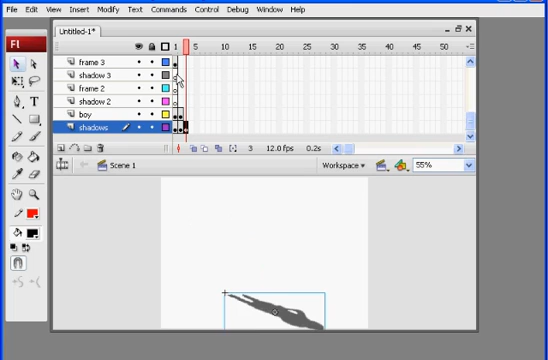 File Edit View Insert Modify Text Commands Control Debug Window Help
Untitled-1*
Fl
1 5 10 15 20 25 30 35 40 45
frame 3
shadow 3
frame 2
shadow 2
boy
shadows
3 12.0 fps 0.2s
Scene 1 Workspace 55%